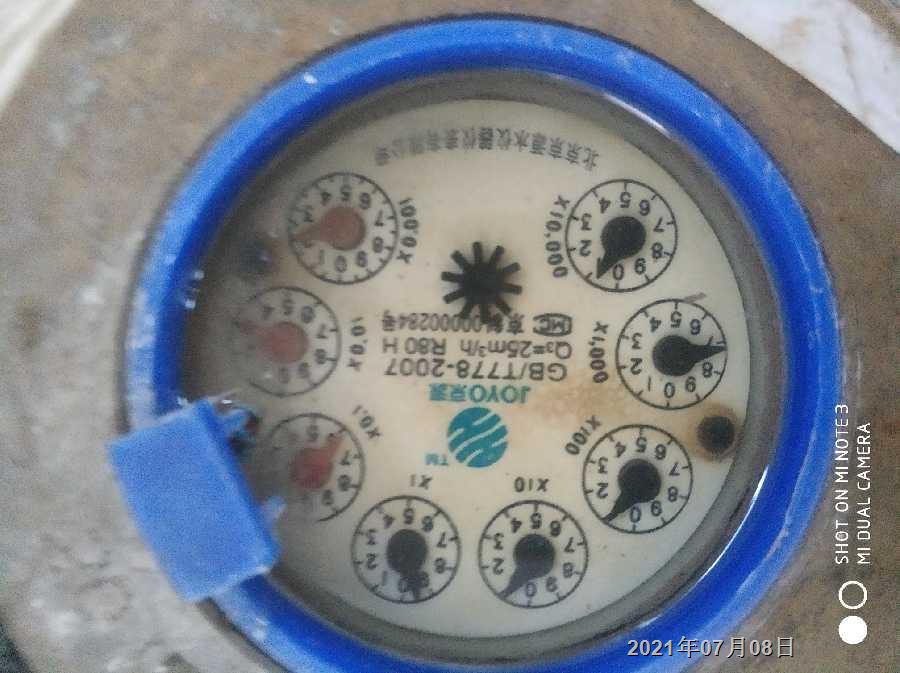 北京京源水仪器仪表有限公司
X10,000
X1,000
X100
X10
X1
X0.1
X0.01
X0.001
MC 京制00000284号
Q₃=25m³/h R80 H
GB/T778-2007
JOYO京源
TM
SHOT ON MI NOTE 3
MI DUAL CAMERA
2021年07月08日